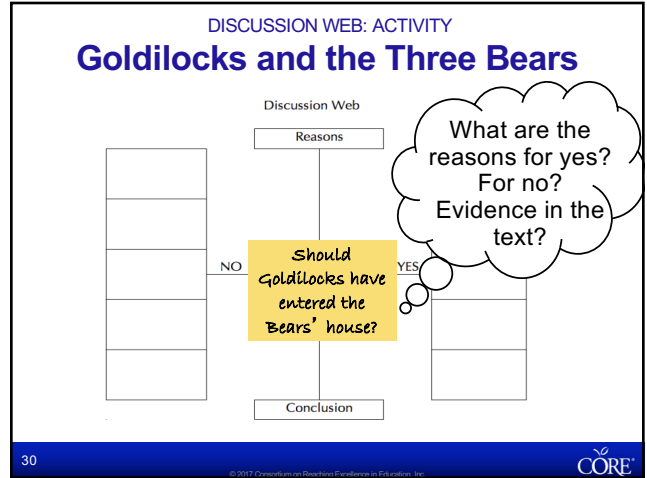 DISCUSSION WEB: ACTIVITY
Goldilocks and the Three Bears
Discussion Web
Reasons
What are the
reasons for yes?
For no?
Evidence in the
text?
NO
Should
Goldilocks have
entered the
Bears’ house?
YES
Conclusion
30
© 2017 Consortium on Reaching Excellence in Education, Inc.
CORE